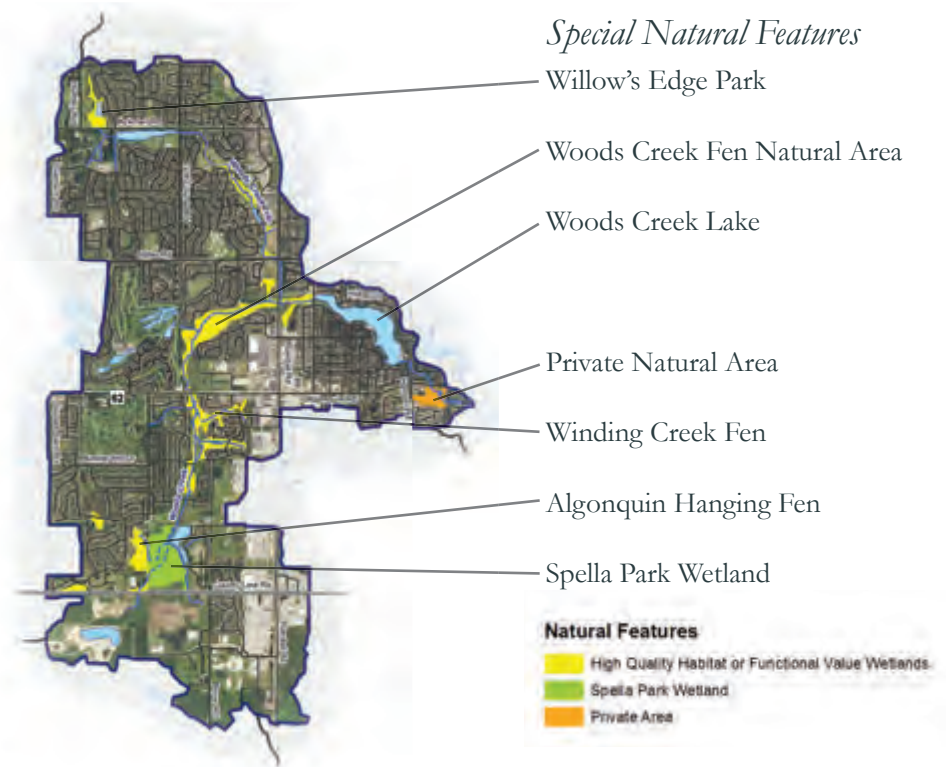 Special Natural Features
Willow's Edge Park
Woods Creek Fen Natural Area
Woods Creek Lake
Private Natural Area
62
Winding Creek Fen
Algonquin Hanging Fen
Spella Park Wetland
Natural Features
High Quality Habitat or Functional Value Wetlands
Spella Park Wetland
Private Area